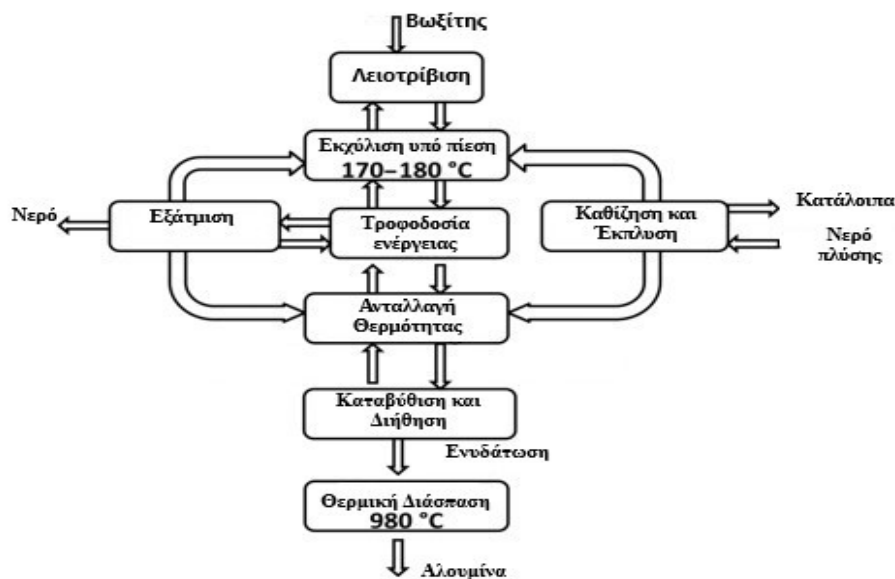 Βωξίτης
Λειοτρίβιση
Εκχύλιση υπό πίεση
170–180 °C
Νερό
Εξάτμιση
Τροφοδοσία
ενέργειας
Καθίζηση και
Έκπλυση
Κατάλοιπα
Νερό
πλύσης
Ανταλλαγή
Θερμότητας
Καταβύθιση και
Διήθηση
Ενυδάτωση
Θερμική Διάσπαση
980 °C
Αλουμίνα